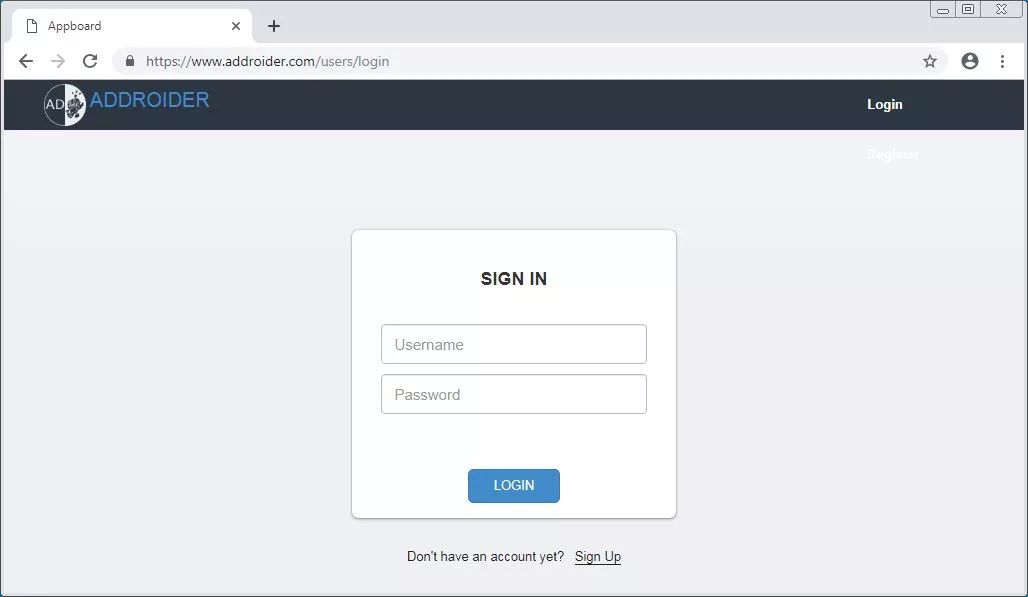 Appboard
https://www.addroider.com/users/login
AD ADDROIDER
Login
Register
SIGN IN
Username
Password
LOGIN
Don't have an account yet? Sign Up